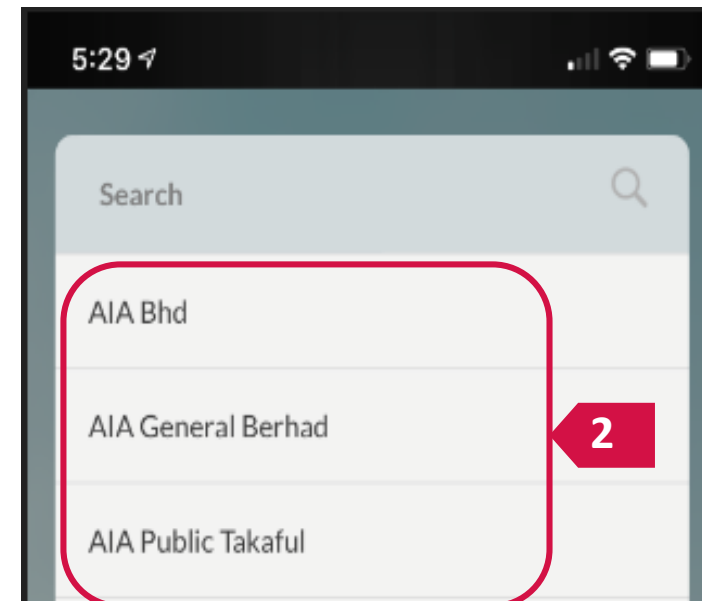 5:29
Search
AIA Bhd
AIA General Berhad
2
AIA Public Takaful